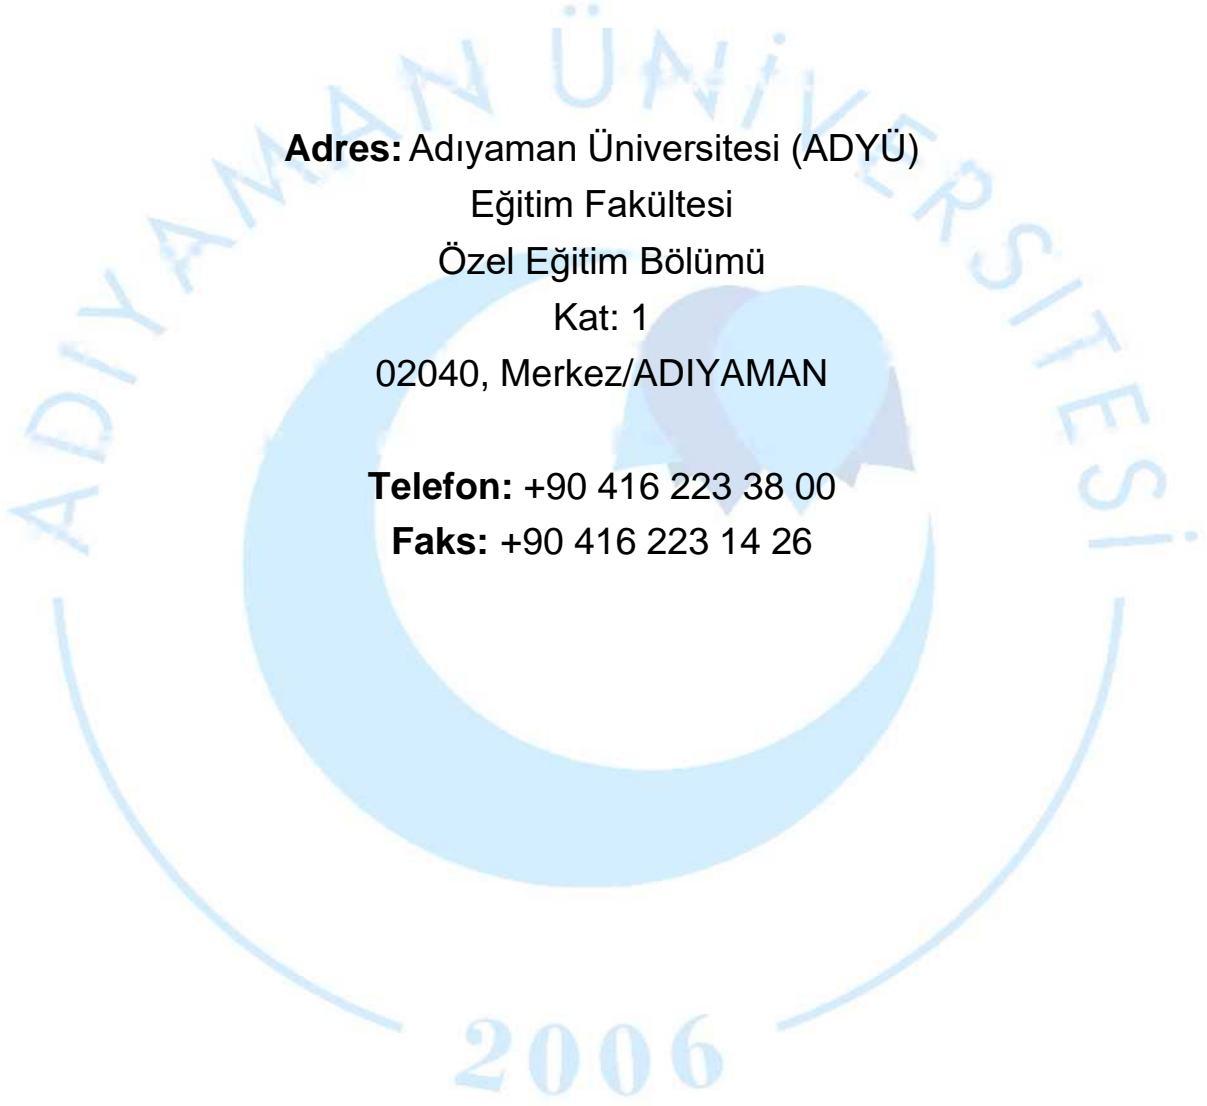 ADIYAMAN ÜNİVERSİTESİ
Adres: Adıyaman Üniversitesi (ADYÜ)
Eğitim Fakültesi
Özel Eğitim Bölümü
Kat: 1
02040, Merkez/ADIYAMAN
Telefon: +90 416 223 38 00
Faks: +90 416 223 14 26
2006